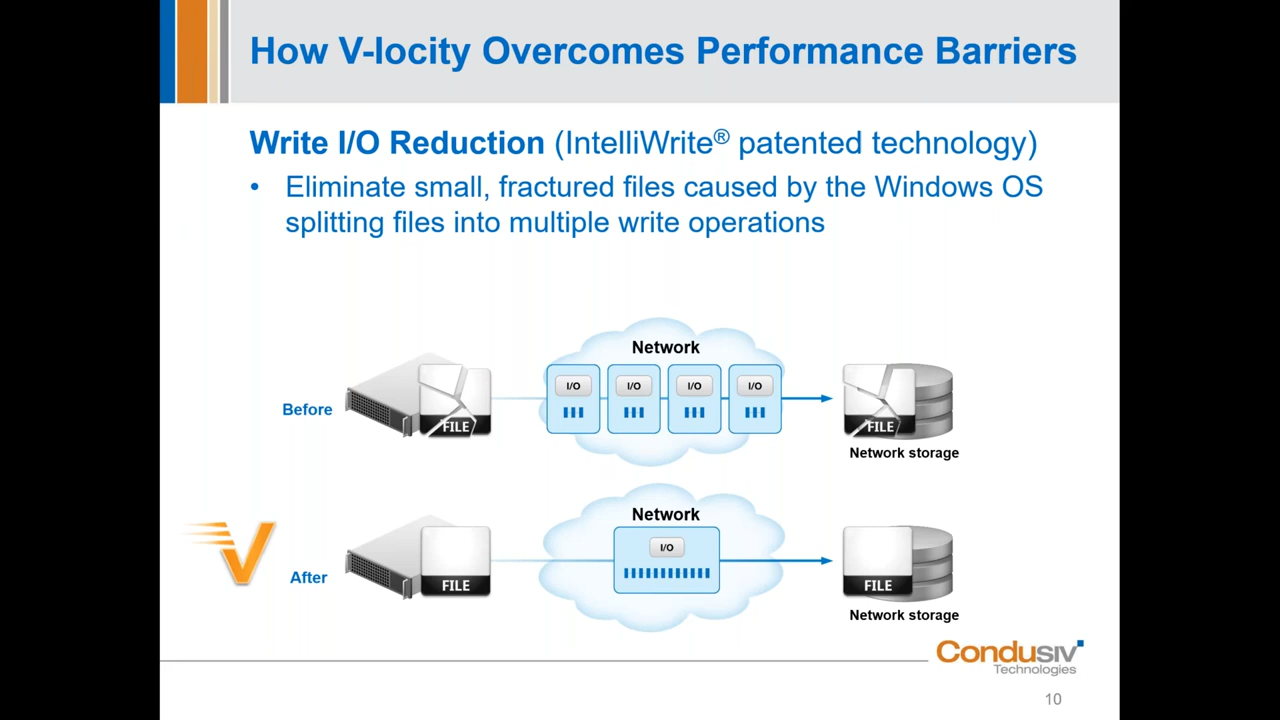 How V-locity Overcomes Performance Barriers
Write I/O Reduction (IntelliWrite® patented technology)
• Eliminate small, fractured files caused by the Windows OS
splitting files into multiple write operations
Network
I/O I/O I/O I/O
Before
FILE
FILE
Network storage
Network
I/O
V
After
FILE
FILE
Network storage
Condusiv
Technologies
10